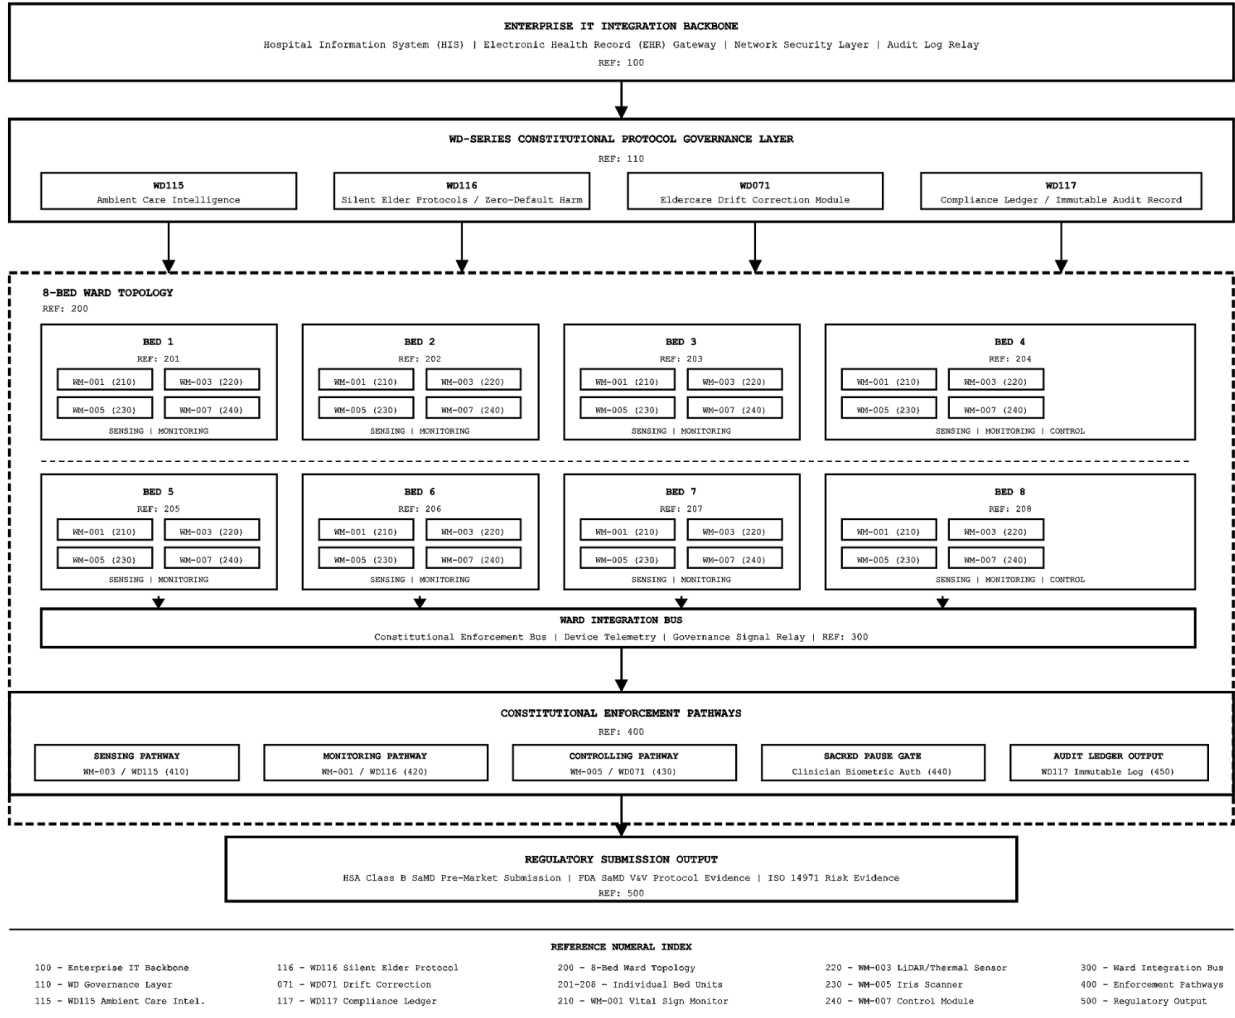 ENTERPRISE IT INTEGRATION BACKBONE
Hospital Information System (HIS) | Electronic Health Record (EHR) Gateway | Network Security Layer | Audit Log Relay
REF: 100
WD-SERIES CONSTITUTIONAL PROTOCOL GOVERNANCE LAYER
REF: 110
WD115
Ambient Care Intelligence
WD116
Silent Elder Protocols / Zero-Default Harm
WD071
Eldercare Drift Correction Module
WD117
Compliance Ledger / Immutable Audit Record
8-BED WARD TOPOLOGY
REF: 200
BED 1
REF: 201
WM-001 (210) WM-003 (220)
WM-005 (230) WM-007 (240)
SENSING | MONITORING
BED 2
REF: 202
WM-001 (210) WM-003 (220)
WM-005 (230) WM-007 (240)
SENSING | MONITORING
BED 3
REF: 203
WM-001 (210) WM-003 (220)
WM-005 (230) WM-007 (240)
SENSING | MONITORING
BED 4
REF: 204
WM-001 (210) WM-003 (220)
WM-005 (230) WM-007 (240)
SENSING | MONITORING | CONTROL
BED 5
REF: 205
WM-001 (210) WM-003 (220)
WM-005 (230) WM-007 (240)
SENSING | MONITORING
BED 6
REF: 206
WM-001 (210) WM-003 (220)
WM-005 (230) WM-007 (240)
SENSING | MONITORING
BED 7
REF: 207
WM-001 (210) WM-003 (220)
WM-005 (230) WM-007 (240)
SENSING | MONITORING
BED 8
REF: 208
WM-001 (210) WM-003 (220)
WM-005 (230) WM-007 (240)
SENSING | MONITORING | CONTROL
WARD INTEGRATION BUS
Constitutional Enforcement Bus | Device Telemetry | Governance Signal Relay | REF: 300
CONSTITUTIONAL ENFORCEMENT PATHWAYS
REF: 400
SENSING PATHWAY
WM-003 / WD115 (410)
MONITORING PATHWAY
WM-001 / WD116 (420)
CONTROLLING PATHWAY
WM-005 / WD071 (430)
SACRED PAUSE GATE
Clinician Biometric Auth (440)
AUDIT LEDGER OUTPUT
WD117 Immutable Log (450)
REGULATORY SUBMISSION OUTPUT
HSA Class B SaMD Pre-Market Submission | FDA SaMD V&V Protocol Evidence | ISO 14971 Risk Evidence
REF: 500
REFERENCE NUMERAL INDEX
100 - Enterprise IT Backbone
110 - WD Governance Layer
115 - WD115 Ambient Care Intel.
116 - WD116 Silent Elder Protocol
071 - WD071 Drift Correction
117 - WD117 Compliance Ledger
200 - 8-Bed Ward Topology
201-208 - Individual Bed Units
210 - WM-001 Vital Sign Monitor
220 - WM-003 LiDAR/Thermal Sensor
230 - WM-005 Iris Scanner
240 - WM-007 Control Module
300 - Ward Integration Bus
400 - Enforcement Pathways
500 - Regulatory Output